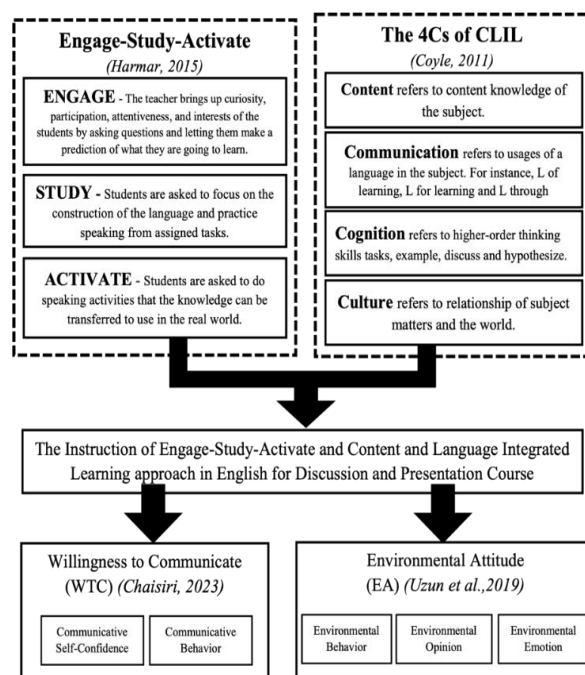 Engage-Study-Activate
(Harmar, 2015)
ENGAGE - The teacher brings up curiosity,
participation, attentiveness, and interests of the
students by asking questions and letting them make a
prediction of what they are going to learn.
STUDY - Students are asked to focus on the
construction of the language and practice
speaking from assigned tasks.
ACTIVATE - Students are asked to do
speaking activities that the knowledge can be
transferred to use in the real world.
The 4Cs of CLIL
(Coyle, 2011)
Content refers to content knowledge of
the subject.
Communication refers to usages of a
language in the subject. For instance, L of
learning, L for learning and L through
Cognition refers to higher-order thinking
skills tasks, example, discuss and hypothesize.
Culture refers to relationship of subject
matters and the world.
The Instruction of Engage-Study-Activate and Content and Language Integrated
Learning approach in English for Discussion and Presentation Course
Willingness to Communicate
(WTC) (Chaisiri, 2023)
Communicative
Self-Confidence
Communicative
Behavior
Environmental Attitude
(EA) (Uzun et al.,2019)
Environmental
Behavior
Environmental
Opinion
Environmental
Emotion